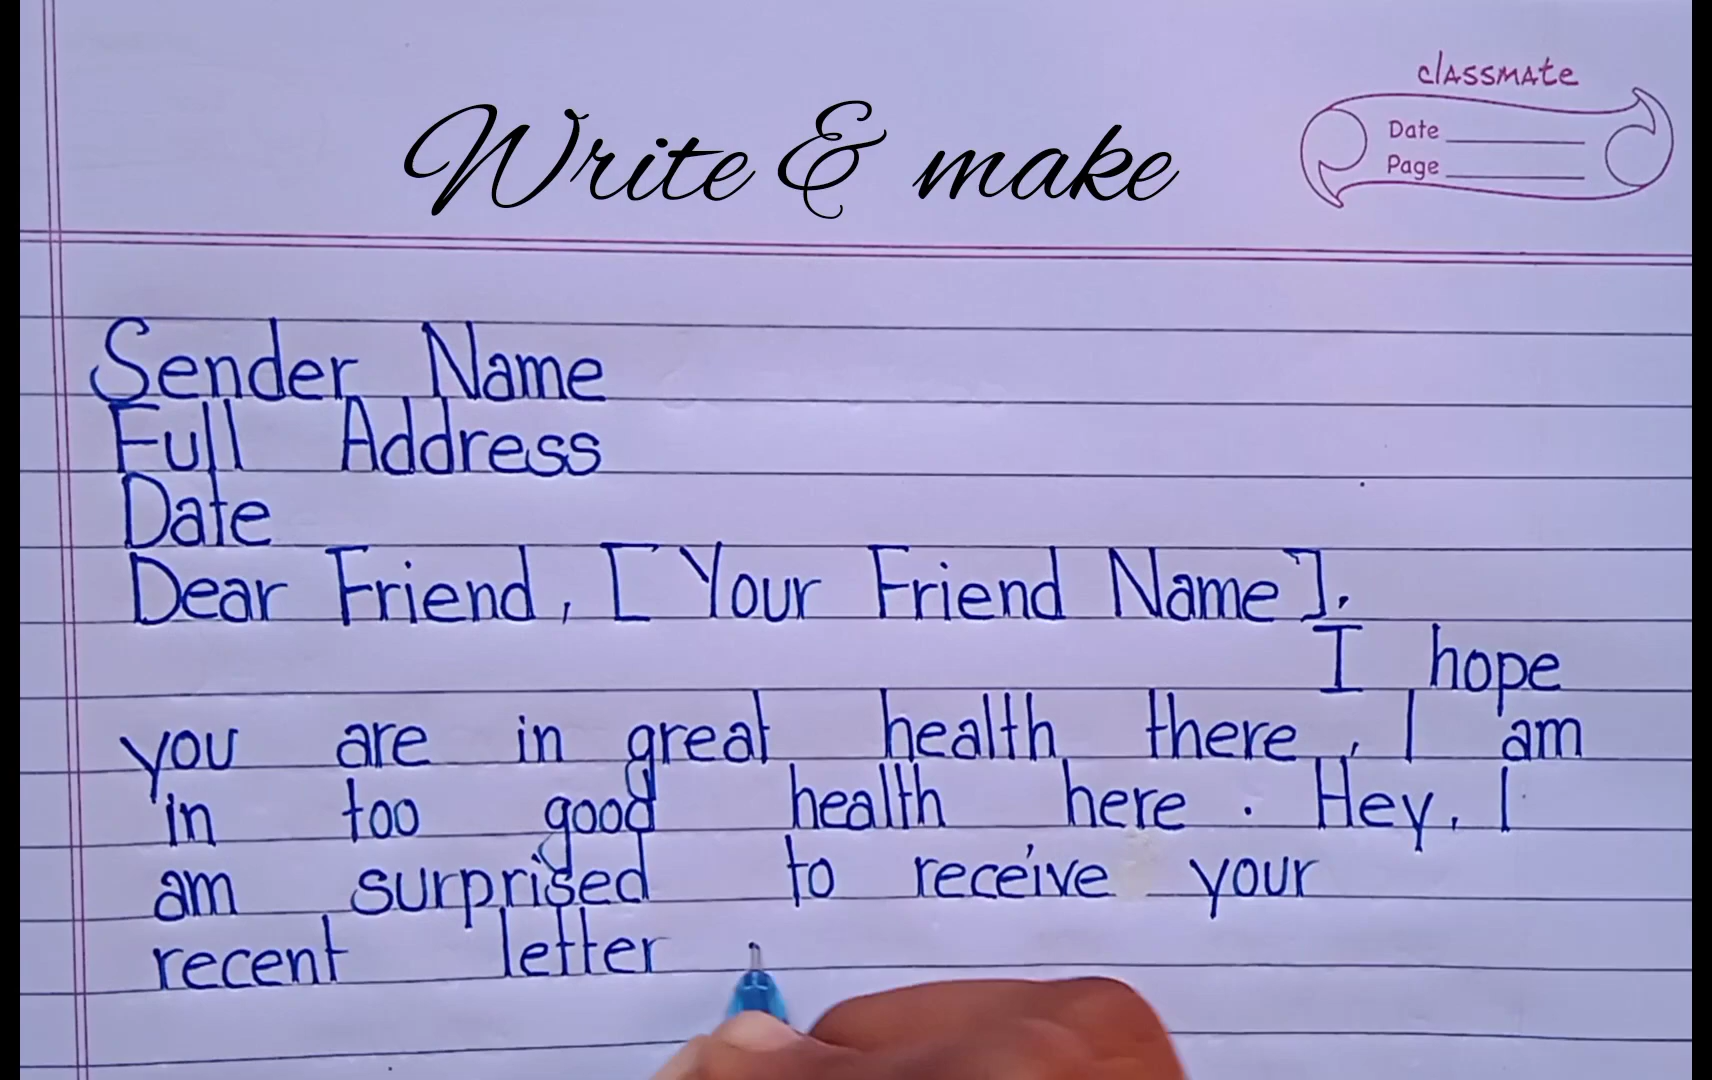 classmate
Date
Page
Write & make
Sender Name
Full Address
Date
Dear Friend, [Your Friend Name].
I hope
you are in great health there, I am
in too good health here. Hey, I
am surprised to receive your
recent letter